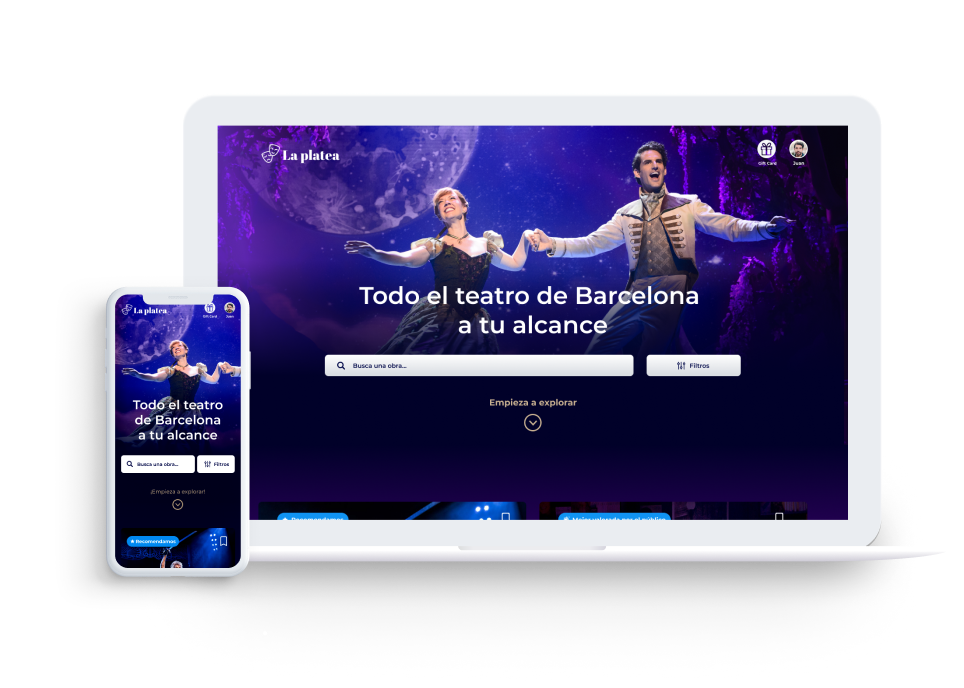 La platea
Gift Card
Juan
Todo el teatro de Barcelona
a tu alcance
Busca una obra...
Filtros
Empieza a explorar
Recomendamos
Mejor valorada por el público
La platea
Gift Card
Juan
Todo el teatro
de Barcelona
a tu alcance
Busca una obra...
Filtros
¡Empieza a explorar!
Recomendamos